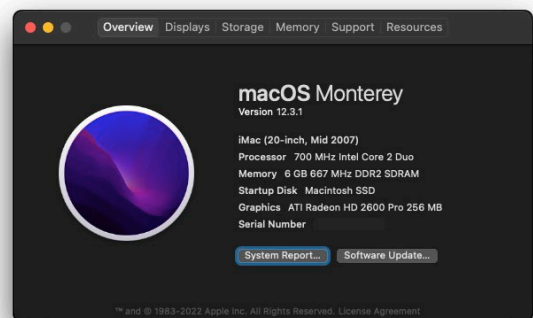 Overview Displays Storage Memory Support Resources
macOS Monterey
Version 12.3.1
iMac (20-inch, Mid 2007)
Processor 700 MHz Intel Core 2 Duo
Memory 6 GB 667 MHz DDR2 SDRAM
Startup Disk Macintosh SSD
Graphics ATI Radeon HD 2600 Pro 256 MB
Serial Number
System Report... Software Update...
™ and © 1983-2022 Apple Inc. All Rights Reserved. License Agreement